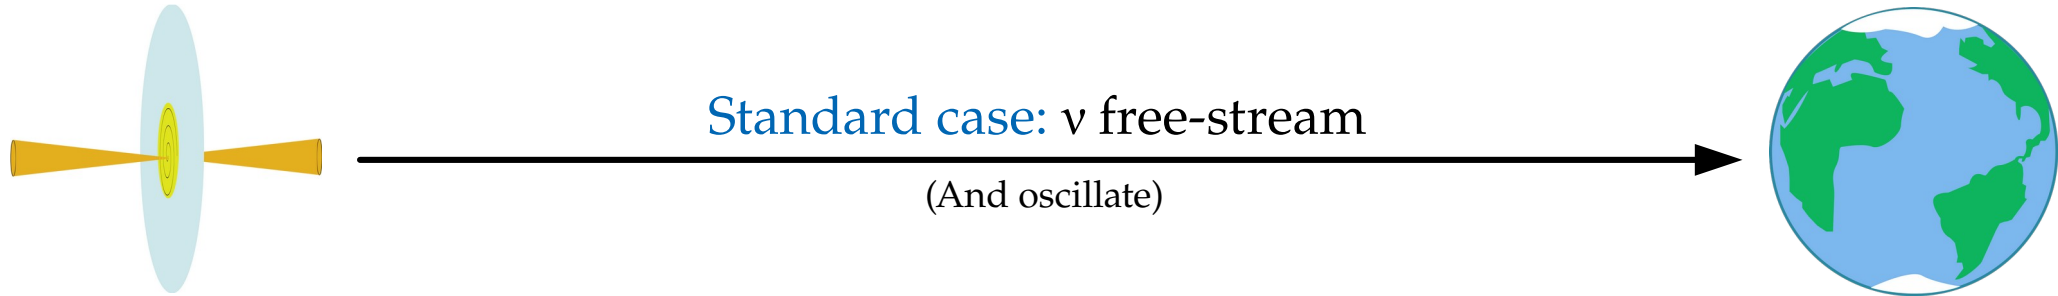 Standard case: ν free-stream
(And oscillate)